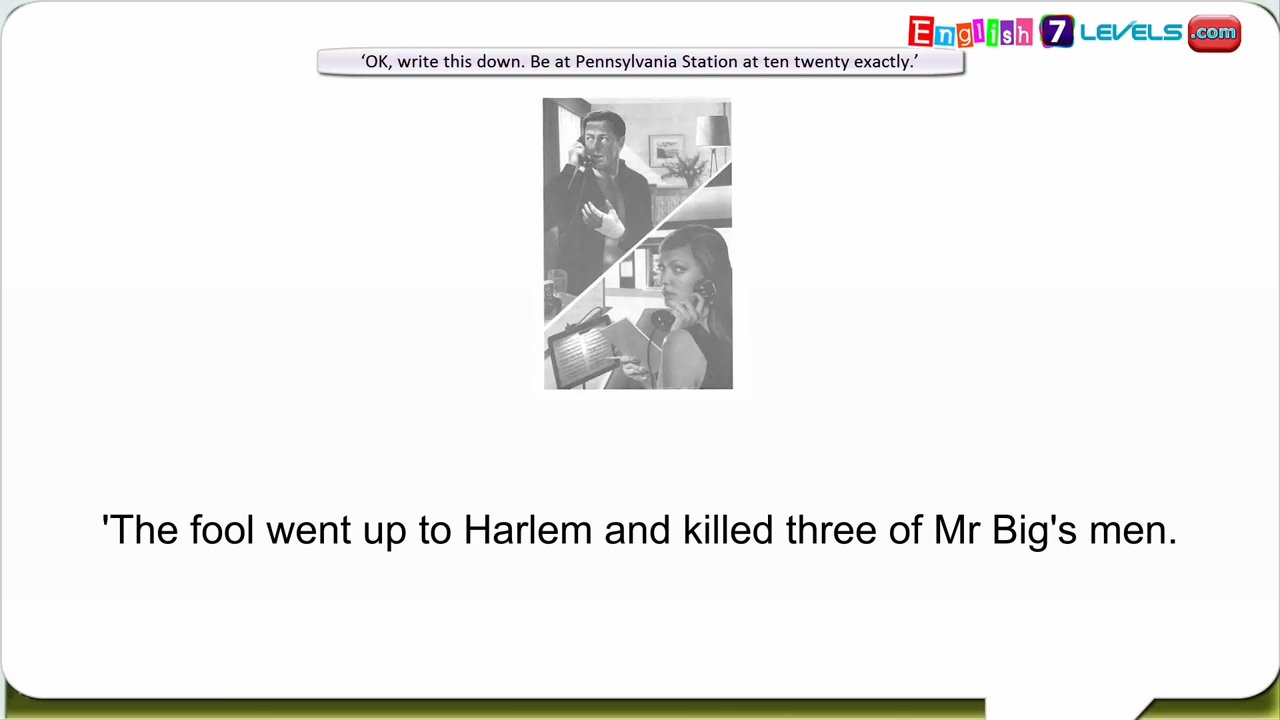 English 7 LEVELS .com
‘OK, write this down. Be at Pennsylvania Station at ten twenty exactly.’
'The fool went up to Harlem and killed three of Mr Big's men.